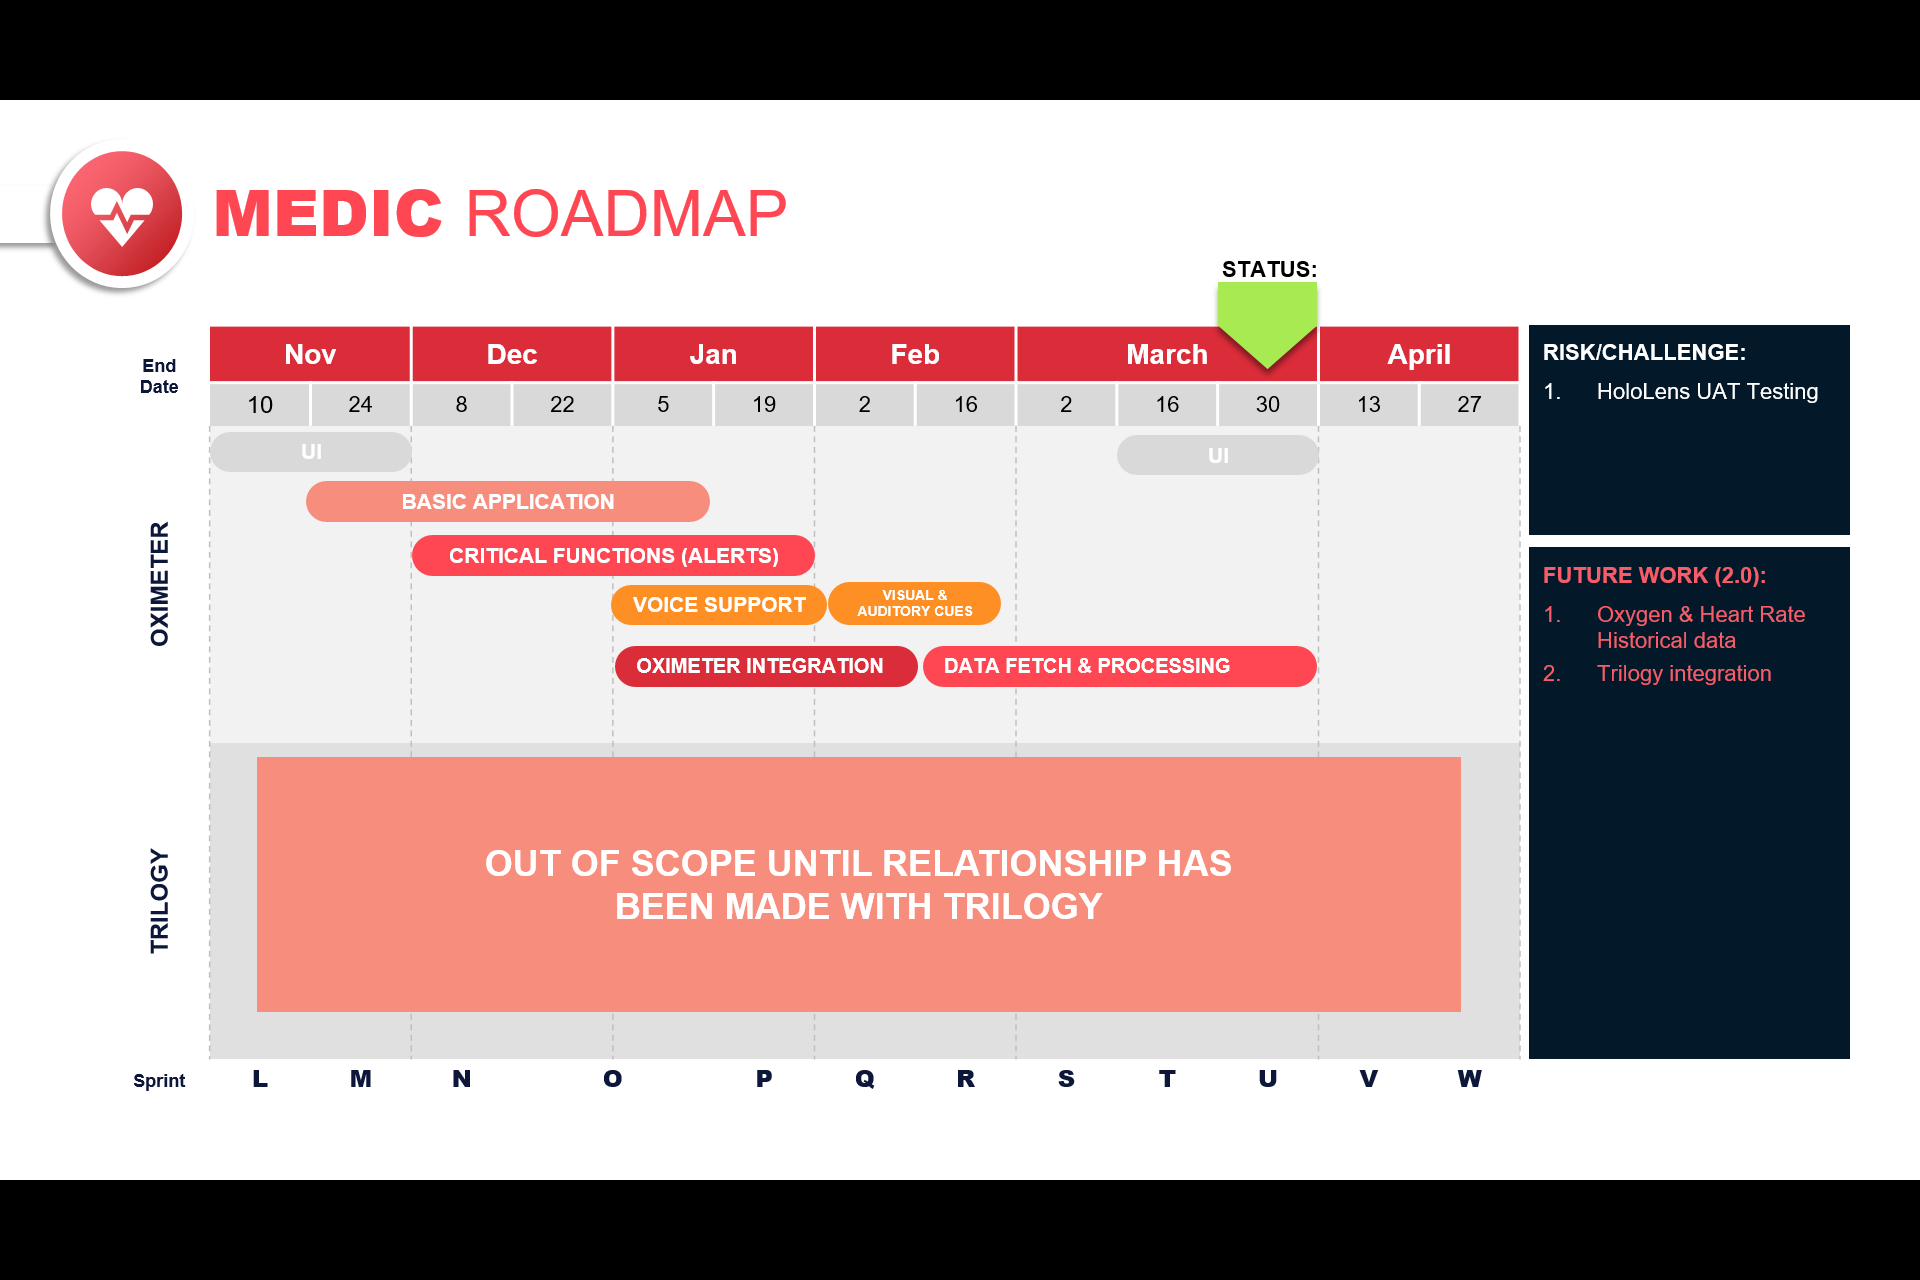 MEDIC ROADMAP
STATUS:
End
Date
Nov Dec Jan Feb March April
10 24 8 22 5 19 2 16 2 16 30 13 27
OXIMETER
UI UI
BASIC APPLICATION
CRITICAL FUNCTIONS (ALERTS)
VOICE SUPPORT
VISUAL &
AUDITORY CUES
OXIMETER INTEGRATION DATA FETCH & PROCESSING
TRILOGY
OUT OF SCOPE UNTIL RELATIONSHIP HAS
BEEN MADE WITH TRILOGY
Sprint L M N O P Q R S T U V W
RISK/CHALLENGE:
1. HoloLens UAT Testing
FUTURE WORK (2.0):
1. Oxygen & Heart Rate
Historical data
2. Trilogy integration